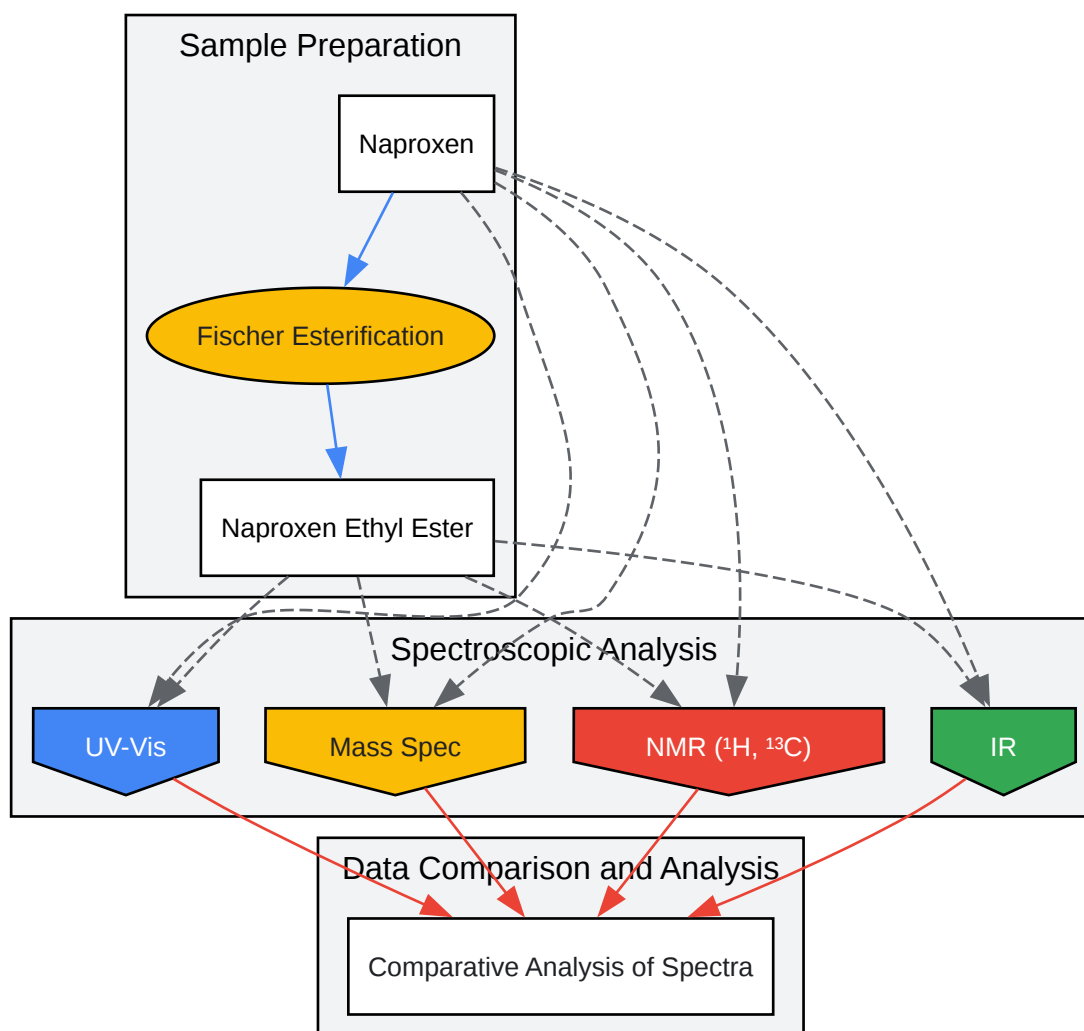 Sample Preparation
Naproxen
Fischer Esterification
Naproxen Ethyl Ester
Spectroscopic Analysis
UV-Vis
Mass Spec
NMR (¹H, ¹³C)
IR
Data Comparison and Analysis
Comparative Analysis of Spectra